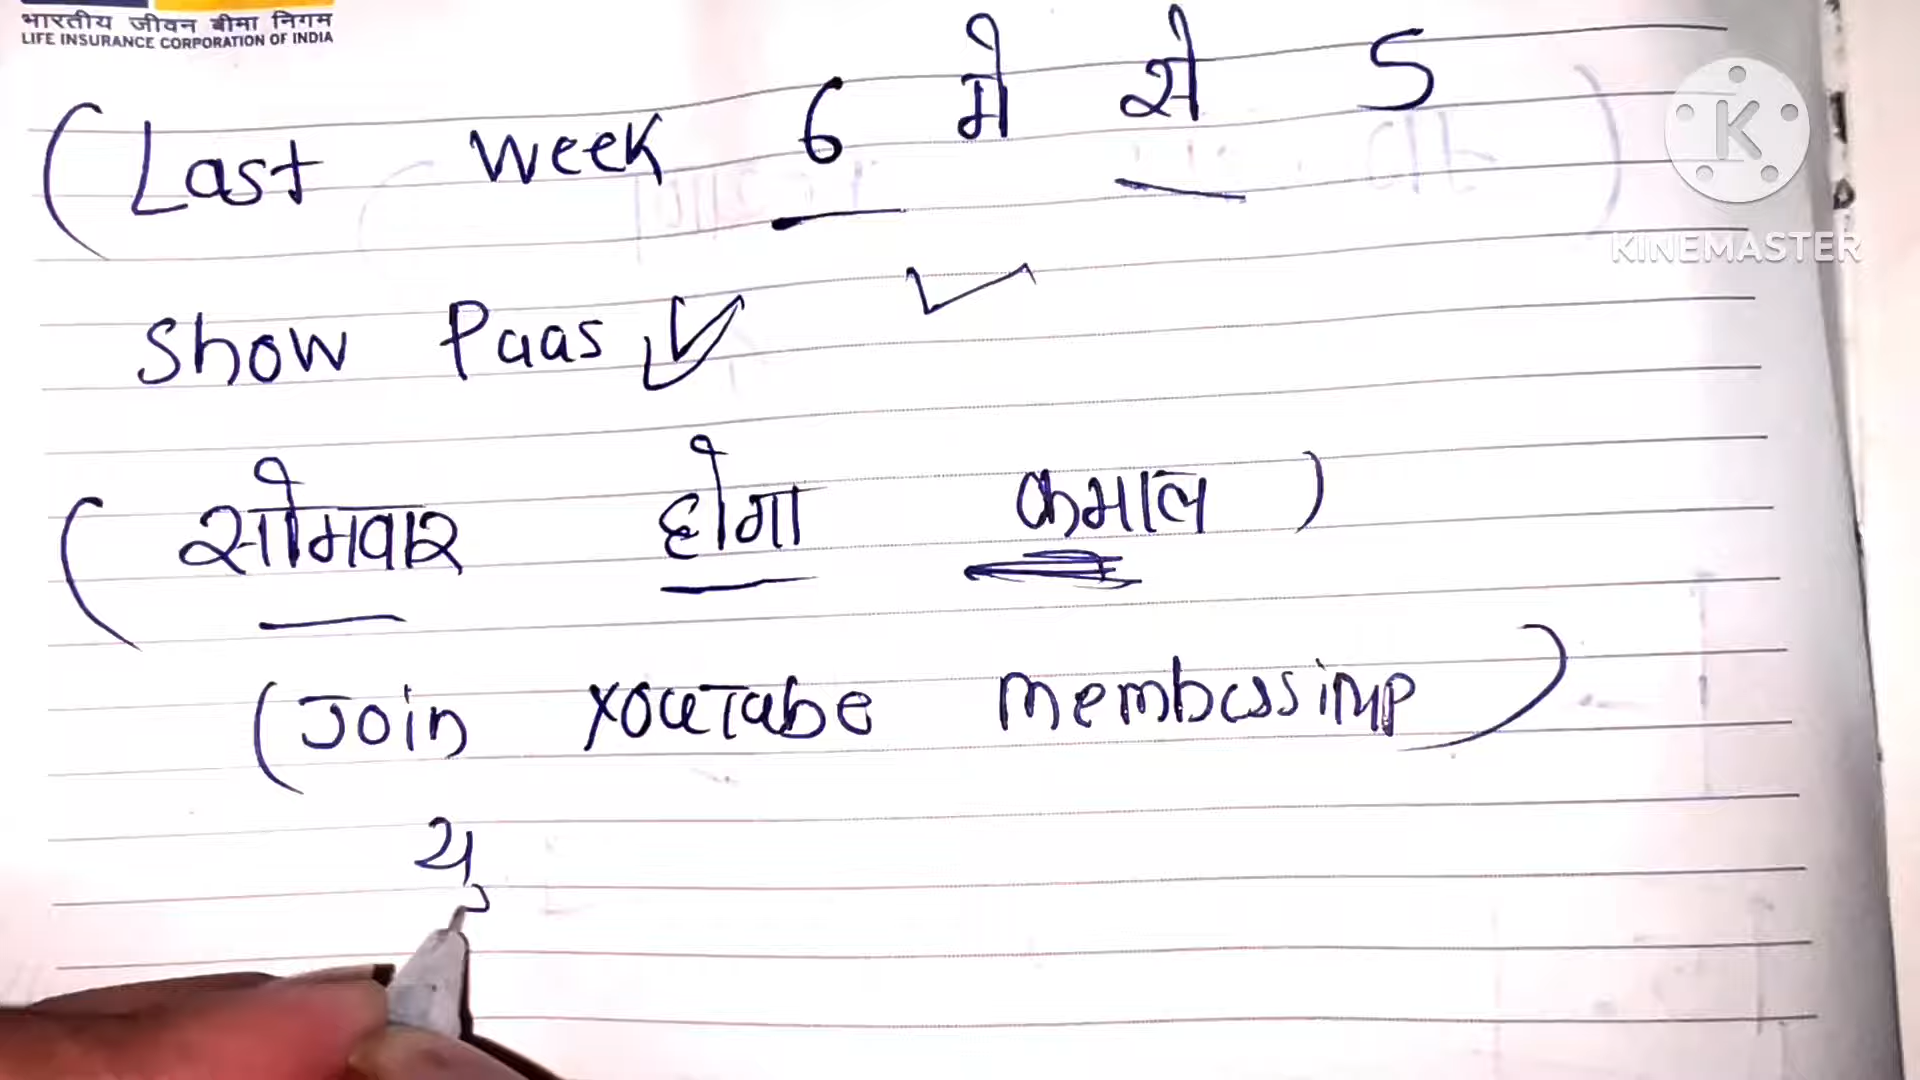 भारतीय जीवन बीमा निगम
LIFE INSURANCE CORPORATION OF INDIA
(Last week 6 में से 5
KINEMASTER
Show Paas
(सोमवार होगा कमाल)
(Join YouTube
यु